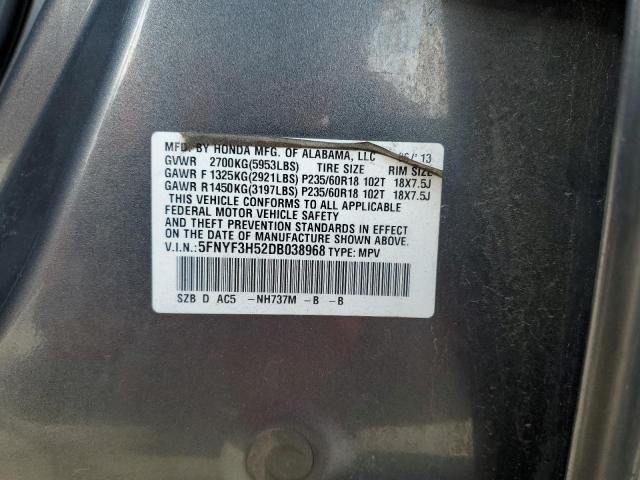 MFD. BY HONDA MFG. OF ALABAMA, LLC 13
GVWR 2700KG(5953LBS) TIRE SIZE RIM SIZE
GAWR F 1325KG(2921LBS) P235/60R18 102T 18X7.5J
GAWR R1450KG(3197LBS) P235/60R18 102T 18X7.5J
THIS VEHICLE CONFORMS TO ALL APPLICABLE
FEDERAL MOTOR VEHICLE SAFETY
AND THEFT PREVENTION STANDARDS IN EFFECT
ON THE DATE OF MANUFACTURE SHOWN ABOVE.
V.I.N.:5FNYF3H52DB038968 TYPE: MPV
SZB D AC5 -NH737M -B -B